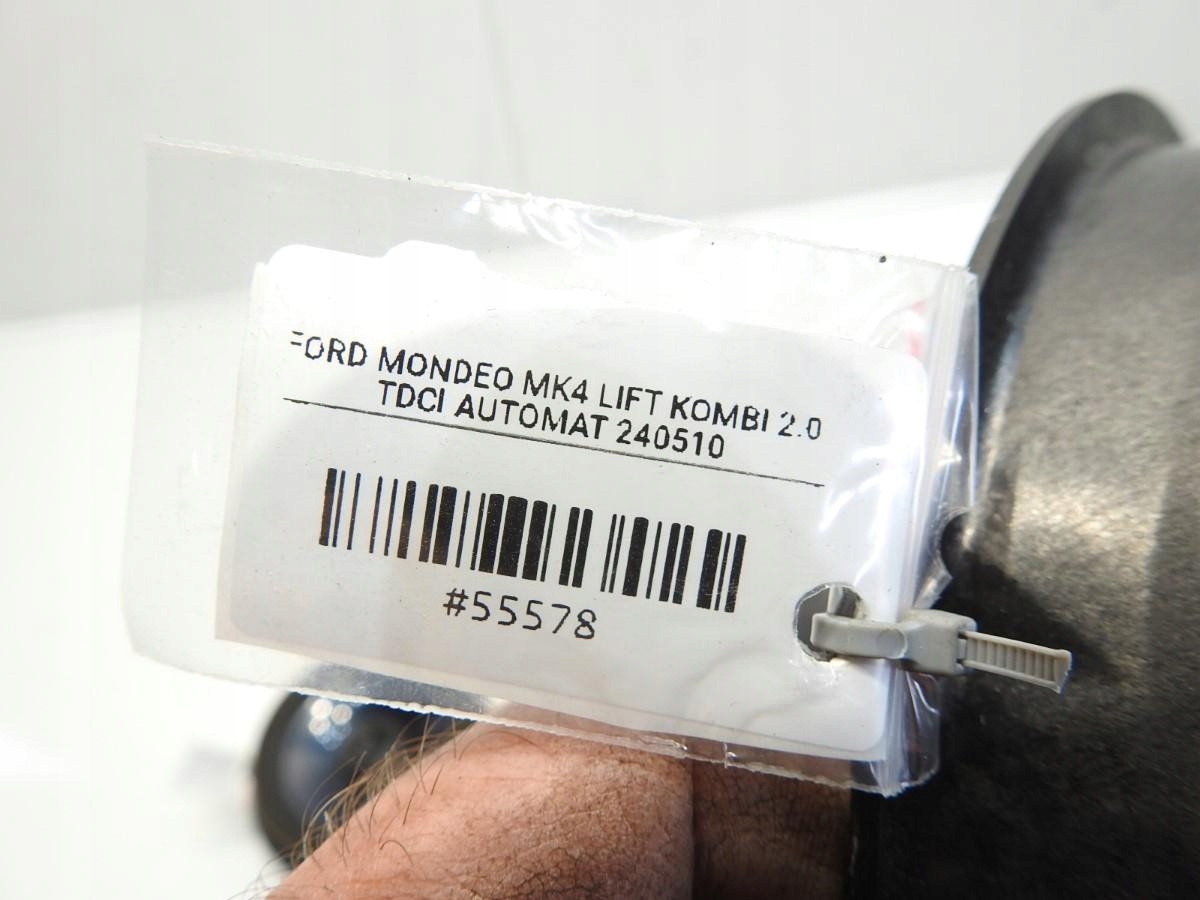 FORD MONDEO MK4 LIFT KOMBI 2.0
TDCI AUTOMAT 240510
#55578